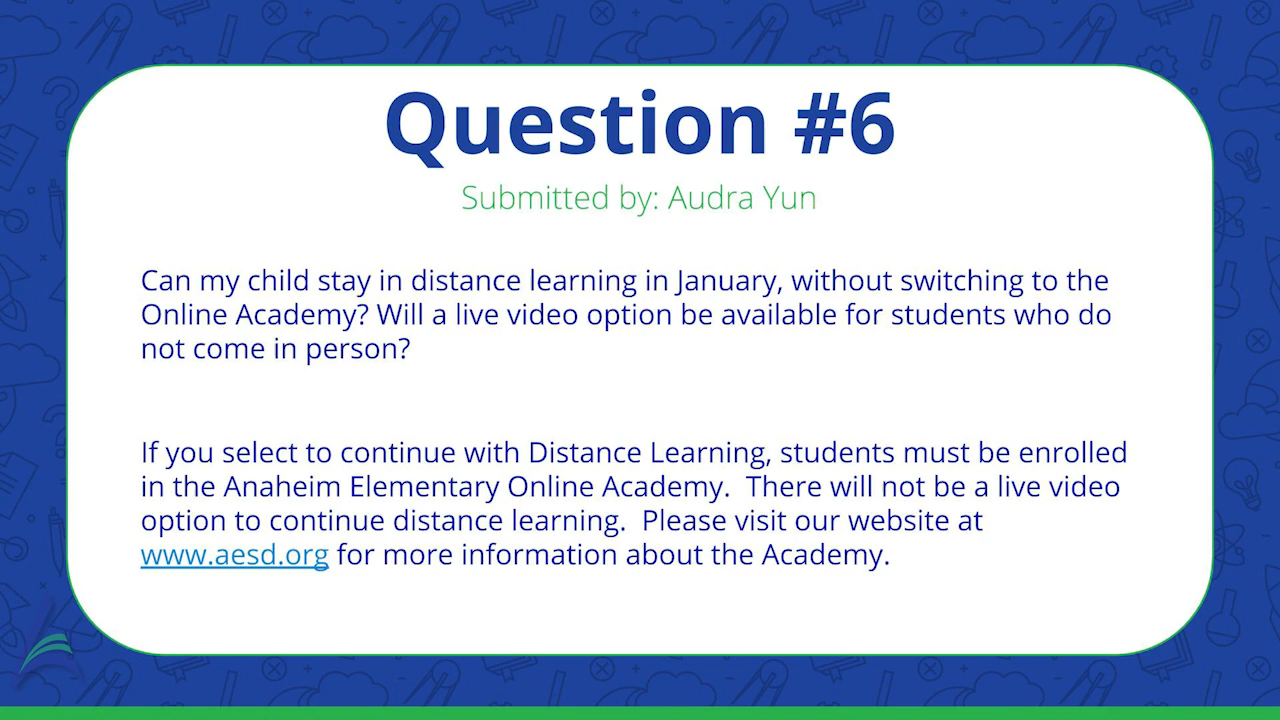 Question #6
Submitted by: Audra Yun
Can my child stay in distance learning in January, without switching to the
Online Academy? Will a live video option be available for students who do
not come in person?
If you select to continue with Distance Learning, students must be enrolled
in the Anaheim Elementary Online Academy.  There will not be a live video
option to continue distance learning.  Please visit our website at
www.aesd.org for more information about the Academy.